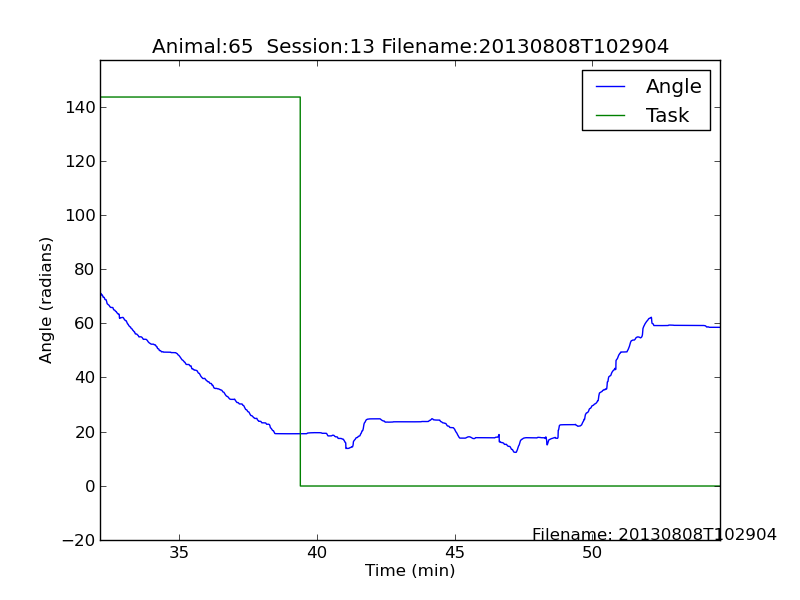 Animal:65  Session:13 Filename:20130808T102904
Angle
Task
140
120
100
80
60
40
20
0
−20
Angle (radians)
35
40
45
50
Time (min)
Filename: 20130808T102904